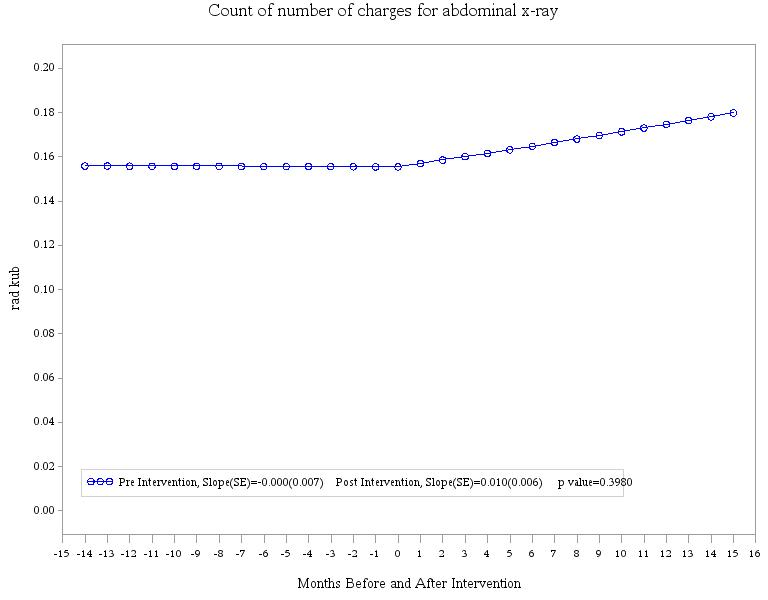 Count of number of charges for abdominal x-ray
0.20
0.18
0.16
0.14
0.12
0.10
0.08
0.06
0.04
0.02
0.00
rad kub
Pre Intervention, Slope(SE)=-0.000(0.007) Post Intervention, Slope(SE)=0.010(0.006) p value=0.3980
-15 -14 -13 -12 -11 -10 -9 -8 -7 -6 -5 -4 -3 -2 -1 0 1 2 3 4 5 6 7 8 9 10 11 12 13 14 15 16
Months Before and After Intervention